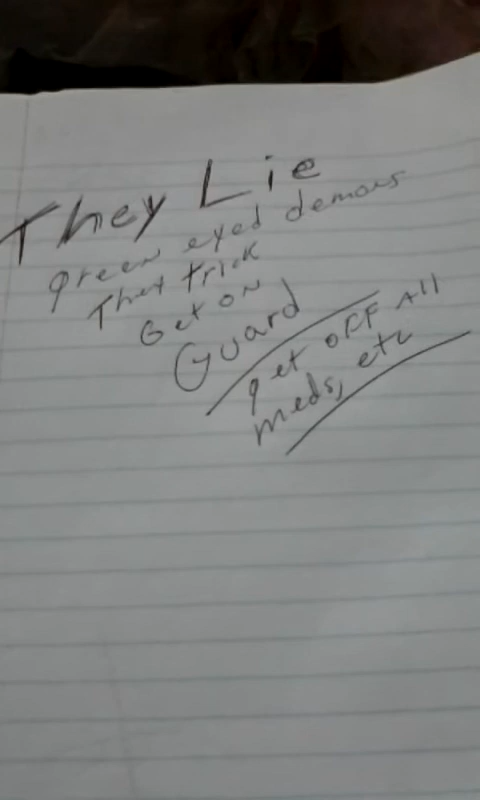 They Lie
green eyed demons
They trick
Get on
Guard
get off All
meds, etc